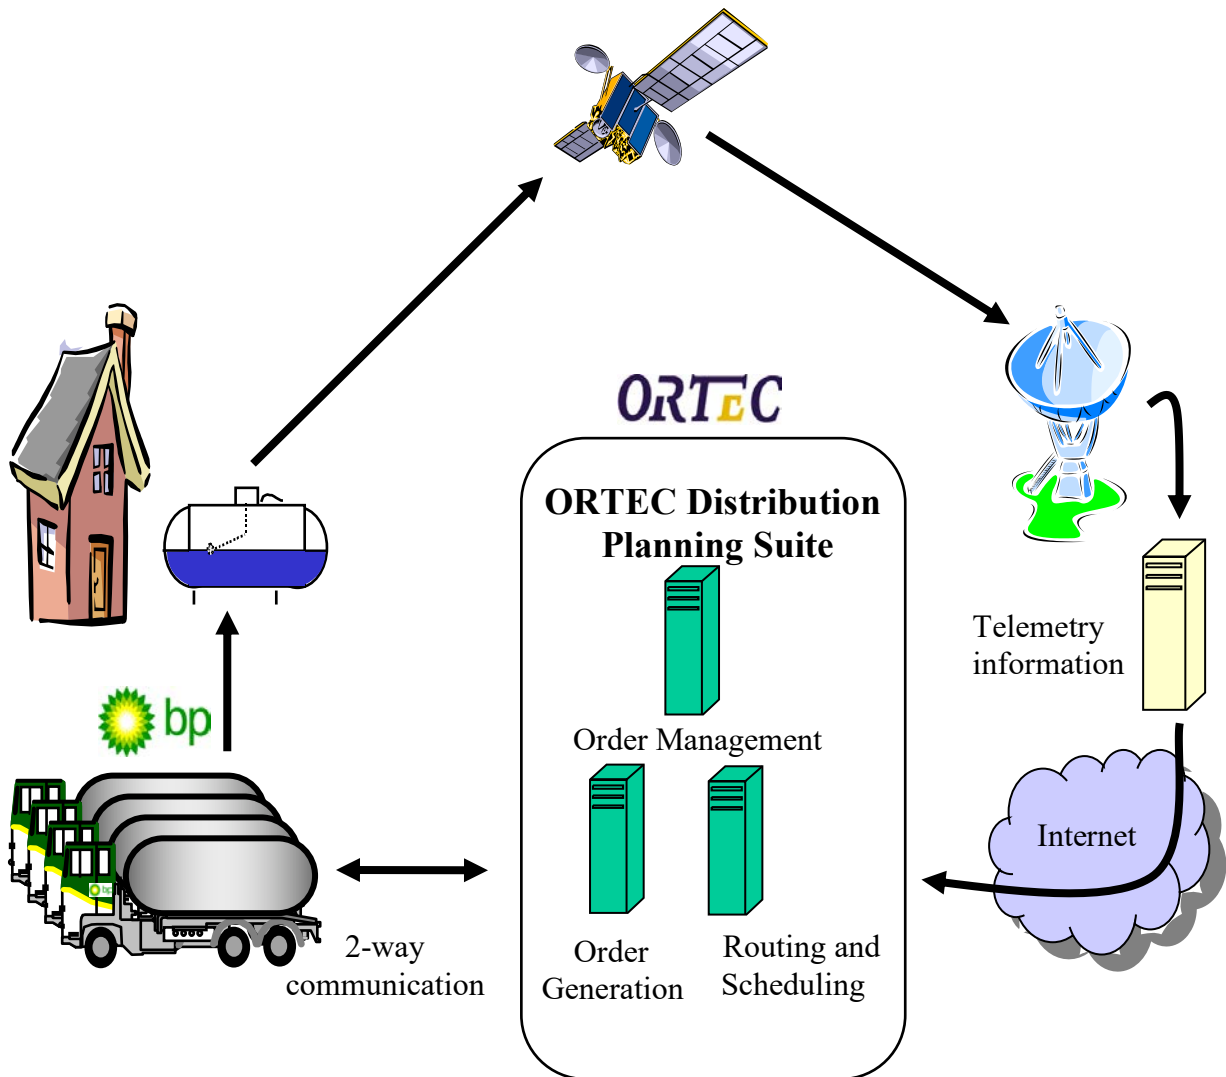 ORTEC
ORTEC Distribution
Planning Suite
Telemetry
information
bp
Order Management
Internet
bp
2-way
communication
Order
Generation
Routing and
Scheduling